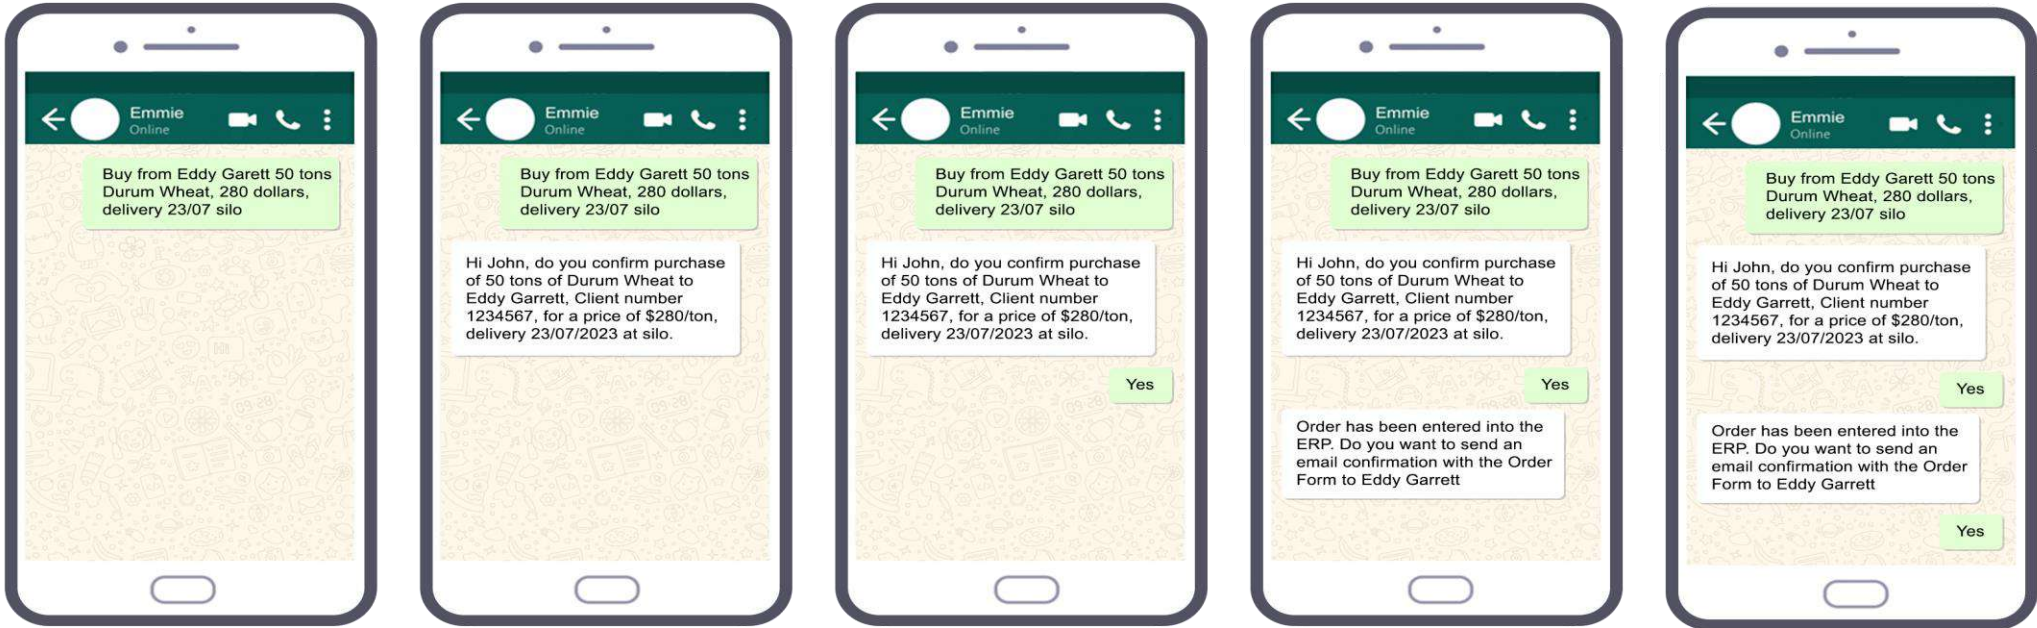 Emmie
Online
Buy from Eddy Garett 50 tons
Durum Wheat, 280 dollars,
delivery 23/07 silo
Emmie
Online
Buy from Eddy Garett 50 tons
Durum Wheat, 280 dollars,
delivery 23/07 silo
Hi John, do you confirm purchase
of 50 tons of Durum Wheat to
Eddy Garrett, Client number
1234567, for a price of $280/ton,
delivery 23/07/2023 at silo.
Emmie
Online
Buy from Eddy Garett 50 tons
Durum Wheat, 280 dollars,
delivery 23/07 silo
Hi John, do you confirm purchase
of 50 tons of Durum Wheat to
Eddy Garrett, Client number
1234567, for a price of $280/ton,
delivery 23/07/2023 at silo.
Yes
Emmie
Online
Buy from Eddy Garett 50 tons
Durum Wheat, 280 dollars,
delivery 23/07 silo
Hi John, do you confirm purchase
of 50 tons of Durum Wheat to
Eddy Garrett, Client number
1234567, for a price of $280/ton,
delivery 23/07/2023 at silo.
Yes
Order has been entered into the
ERP. Do you want to send an
email confirmation with the Order
Form to Eddy Garrett
Emmie
Online
Buy from Eddy Garett 50 tons
Durum Wheat, 280 dollars,
delivery 23/07 silo
Hi John, do you confirm purchase
of 50 tons of Durum Wheat to
Eddy Garrett, Client number
1234567, for a price of $280/ton,
delivery 23/07/2023 at silo.
Yes
Order has been entered into the
ERP. Do you want to send an
email confirmation with the Order
Form to Eddy Garrett
Yes